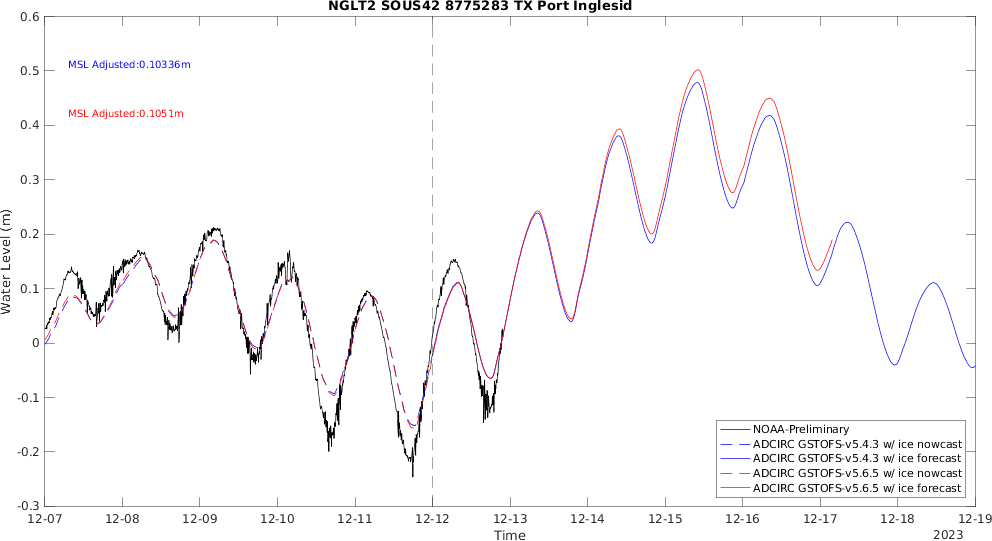 NGLT2 SOUS42 8775283 TX Port Inglesid
0.6
0.5
0.4
0.3
0.2
0.1
0
-0.1
-0.2
-0.3
Water Level (m)
MSL Adjusted:0.10336m
MSL Adjusted:0.1051m
NOAA-Preliminary
ADCIRC GSTOFS-v5.4.3 w/ ice nowcast
ADCIRC GSTOFS-v5.4.3 w/ ice forecast
ADCIRC GSTOFS-v5.6.5 w/ ice nowcast
ADCIRC GSTOFS-v5.6.5 w/ ice forecast
12-07 12-08 12-09 12-10 12-11 12-12 12-13 12-14 12-15 12-16 12-17 12-18 12-19
Time
2023